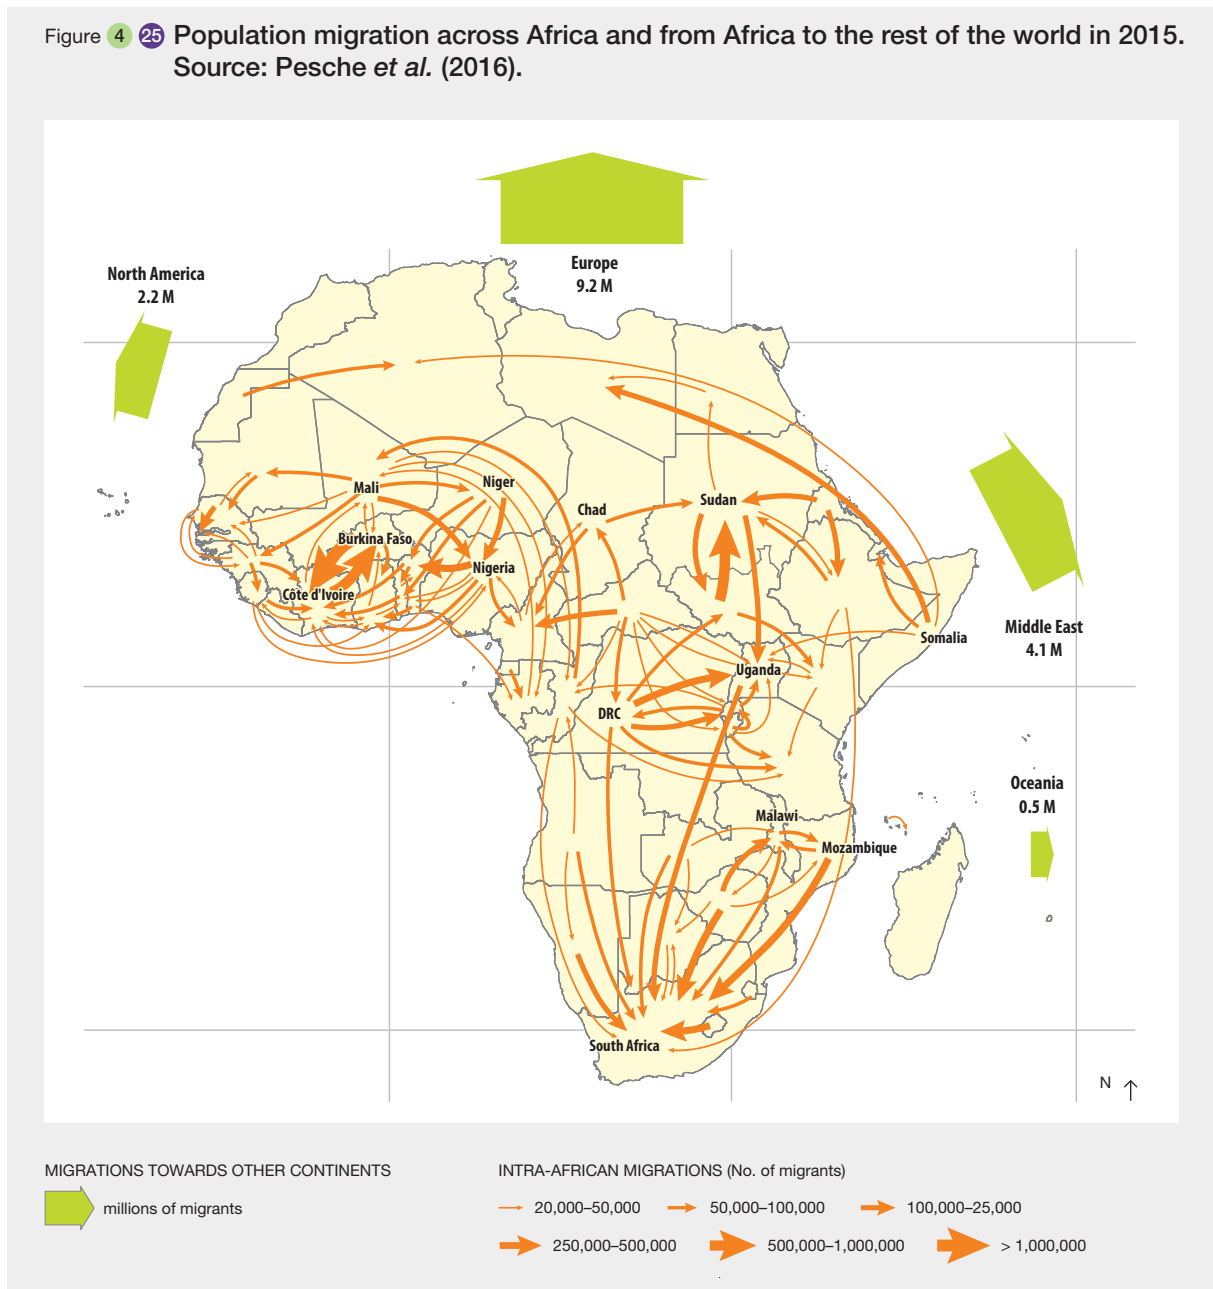 Figure 4 25 Population migration across Africa and from Africa to the rest of the world in 2015.
Source: Pesche et al. (2016).
North America
2.2 M
Europe
9.2 M
Mali
Niger
Chad
Sudan
Burkina Faso
Nigeria
Côte d'Ivoire
Somalia
Middle East
4.1 M
Uganda
DRC
Oceania
0.5 M
Malawi
Mozambique
South Africa
N
MIGRATIONS TOWARDS OTHER CONTINENTS
millions of migrants
INTRA-AFRICAN MIGRATIONS (No. of migrants)
20,000–50,000
50,000–100,000
100,000–25,000
250,000–500,000
500,000–1,000,000
> 1,000,000